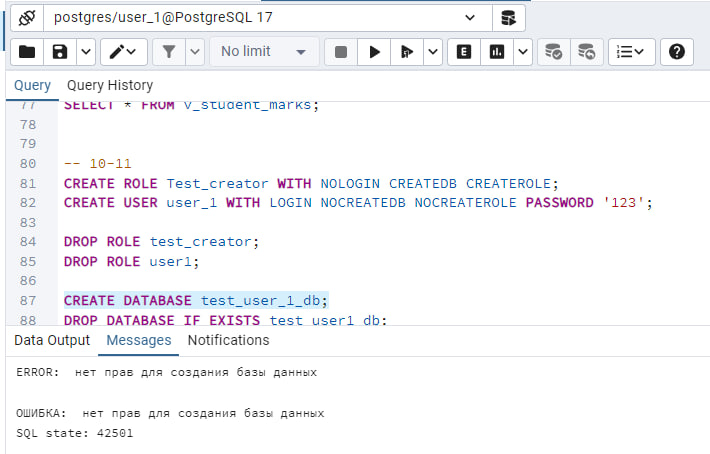 postgres/user_1@PostgreSQL 17
No limit
Query Query History
77 SELECT * FROM v_student_marks;
78
79
80 -- 10-11
81 CREATE ROLE Test_creator WITH NOLOGIN CREATEDB CREATEROLE;
82 CREATE USER user_1 WITH LOGIN NOCREATEDB NOCREATEROLE PASSWORD '123';
83
84 DROP ROLE test_creator;
85 DROP ROLE user1;
86
87 CREATE DATABASE test_user_1_db;
88 DROP DATABASE IF EXISTS test_user1_db;
Data Output Messages Notifications
ERROR: нет прав для создания базы данных
ОШИБКА: нет прав для создания базы данных
SQL state: 42501